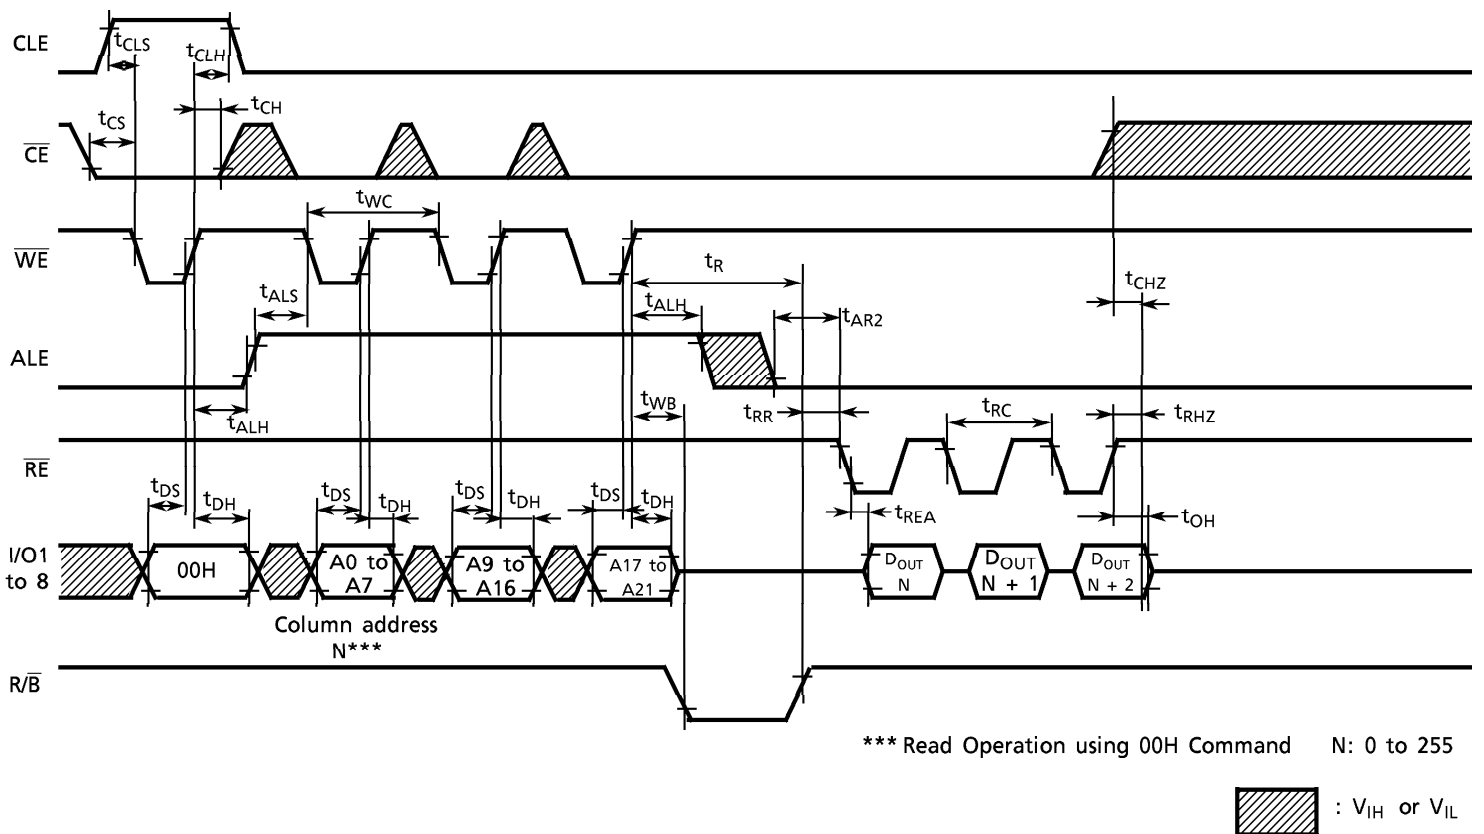 CLE
tCLS
tCLH
tCH
tCS
CE
tWC
WE
tR
tCHZ
tALS
tALH
tAR2
ALE
tALH
tWB
tRR
tRC
tRHZ
RE
tDS
tDH
tDS
tDH
tDS
tDH
tDS
tDH
tREA
tOH
I/O1
to 8
00H
A0 to
A7
A9 to
A16
A17 to
A21
DOUT
N
DOUT
N + 1
DOUT
N + 2
Column address
N***
R/B
*** Read Operation using 00H Command N: 0 to 255
: VIH or VIL